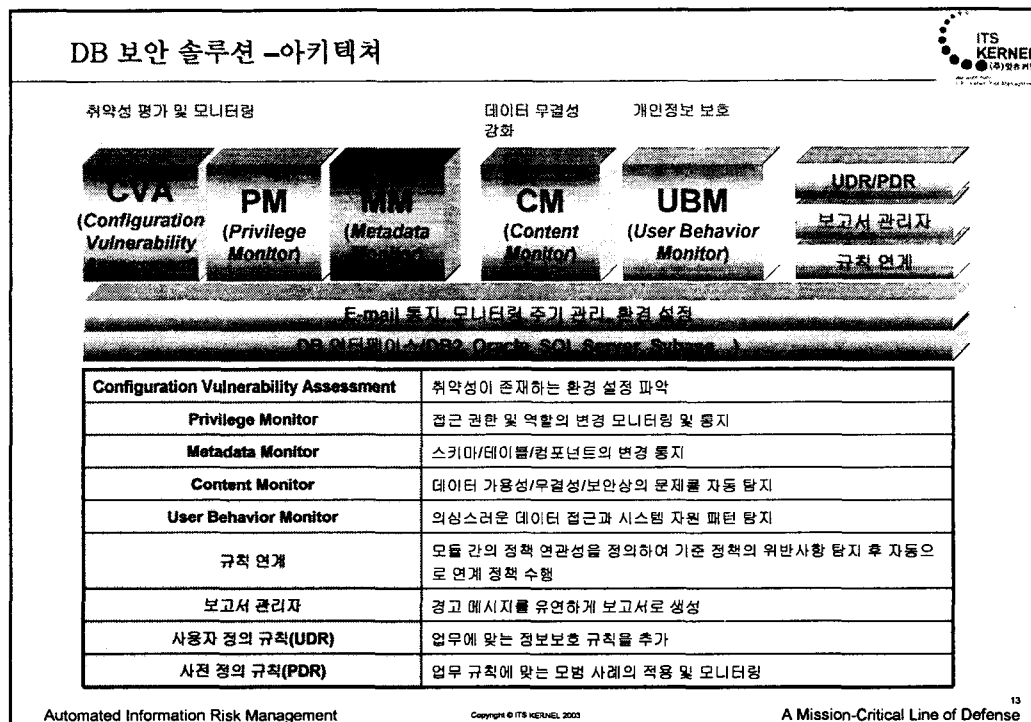 DB 보안 솔루션 –아키텍쳐
ITS
KERNEL
취약성 평가 및 모니터링
데이터 무결성
강화
개인정보 보호
CVA
(Configuration
Vulnerability
PM
(Privilege
Monitor)
MM
(Metadata
Monitor)
CM
(Content
Monitor)
UBM
(User Behavior
Monitor)
UDR/PDR
보고서 관리자
규칙 연계
E-mail 통지, 모니터링 주기 관리, 환경 설정
DB 인터페이스(DB2, Oracle, SQL Server, Sybase...)
Configuration Vulnerability Assessment 취약성이 존재하는 환경 설정 파악
Privilege Monitor 접근 권한 및 역할의 변경 모니터링 및 통지
Metadata Monitor 스키마/테이블/컴포넌트의 변경 통지
Content Monitor 데이터 가용성/무결성/보안상의 문제를 자동 탐지
User Behavior Monitor 의심스러운 데이터 접근과 시스템 자원 패턴 탐지
규칙 연계 모듈 간의 정책 연관성을 정의하여 기준 정책의 위반사항 탐지 후 자동으
로 연계 정책 수행
보고서 관리자 경고 메시지를 유연하게 보고서로 생성
사용자 정의 규칙(UDR) 업무에 맞는 정보보호 규칙을 추가
사전 정의 규칙(PDR) 업무 규칙에 맞는 모범 사례의 적용 및 모니터링
Automated Information Risk Management
Copyright © ITS KERNEL 2003
13
A Mission-Critical Line of Defense